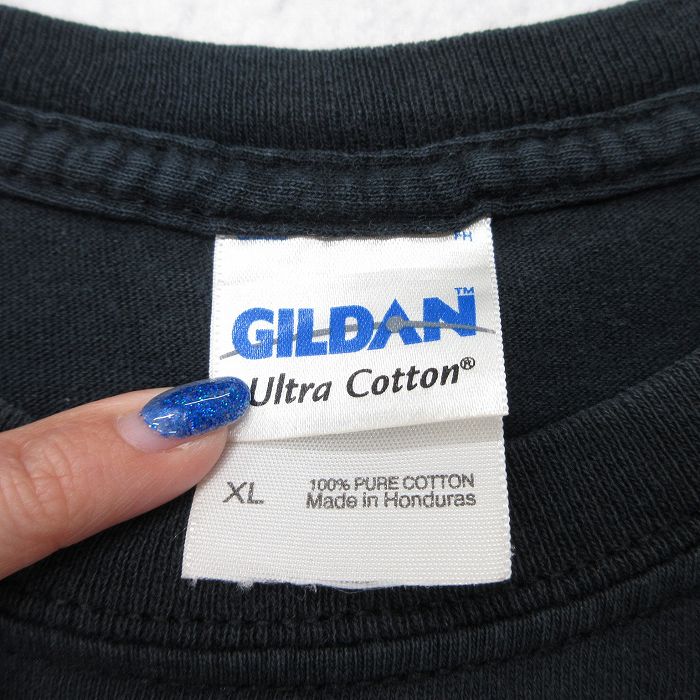 GILDAN™
Ultra Cotton®
XL
100% PURE COTTON
Made in Honduras